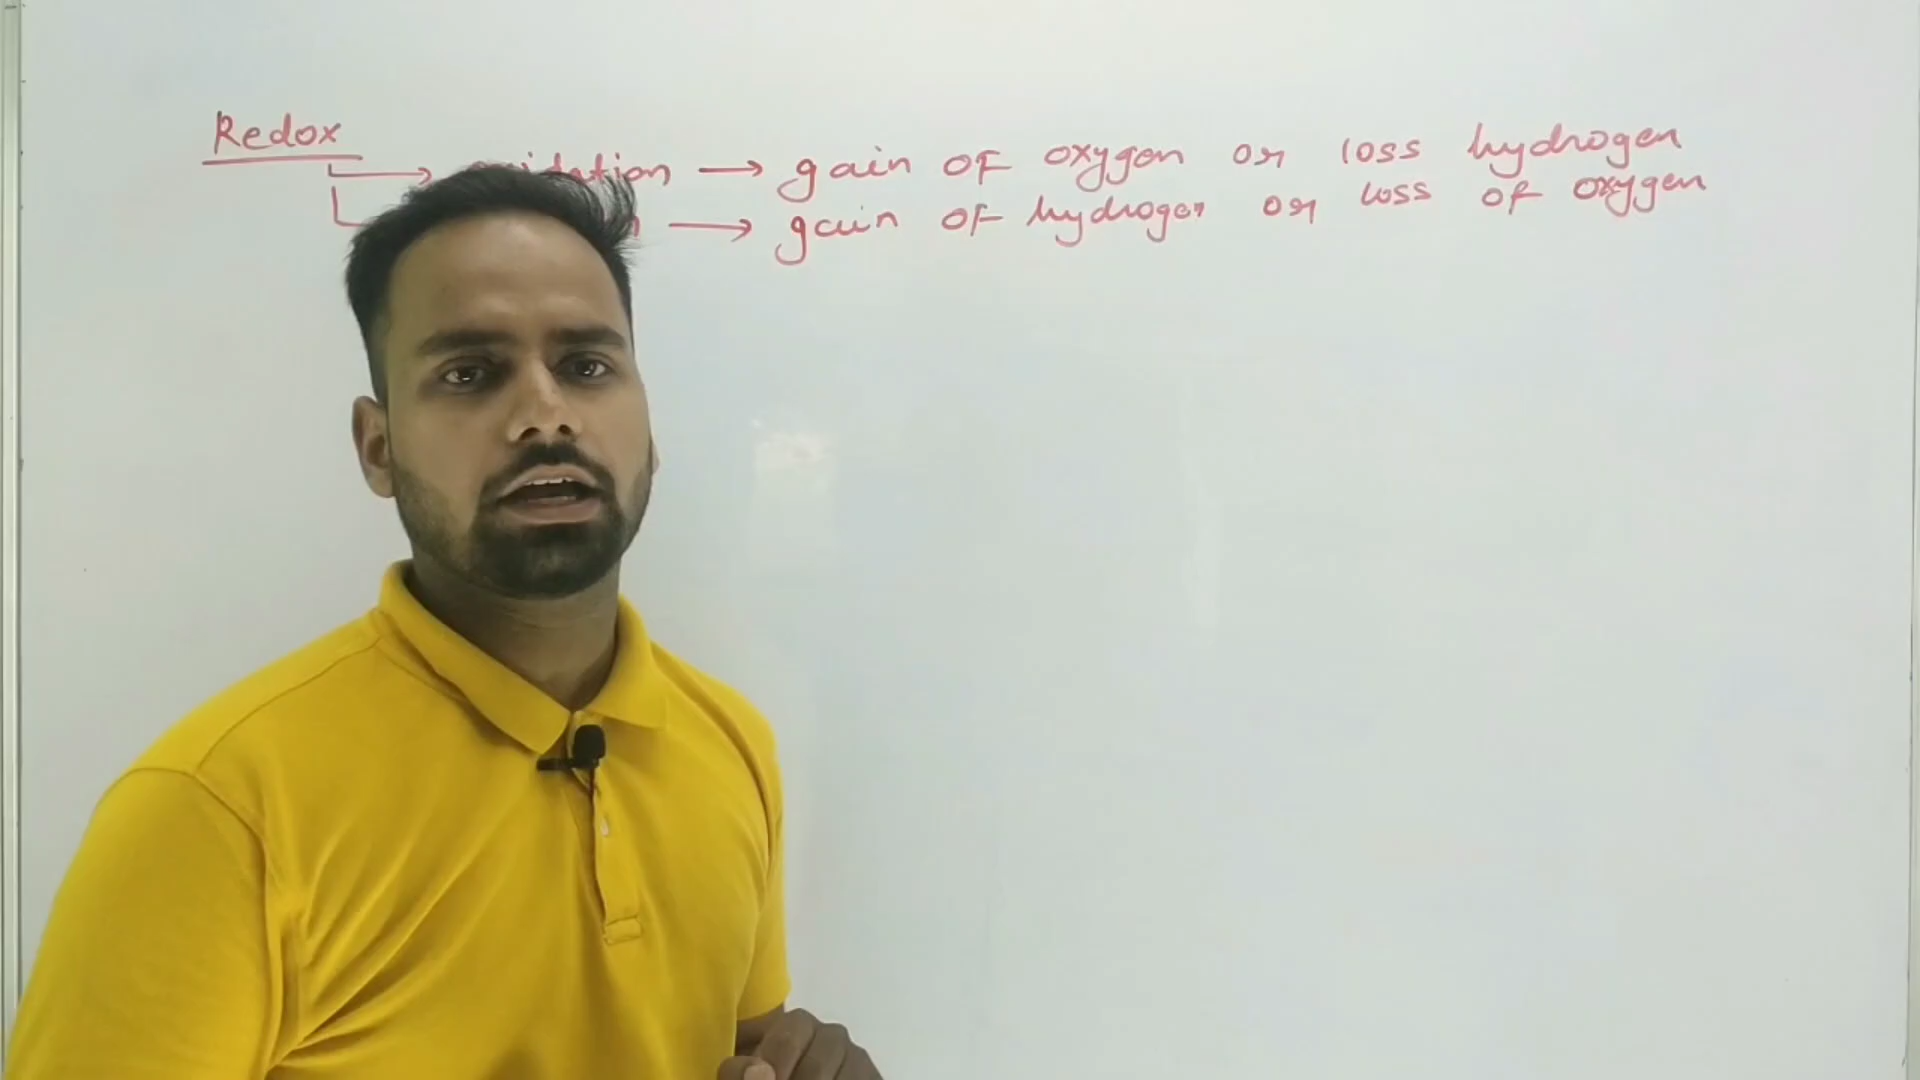 Redox
oxidation → gain of oxygen or loss hydrogen
→ gain of hydrogen or loss of oxygen